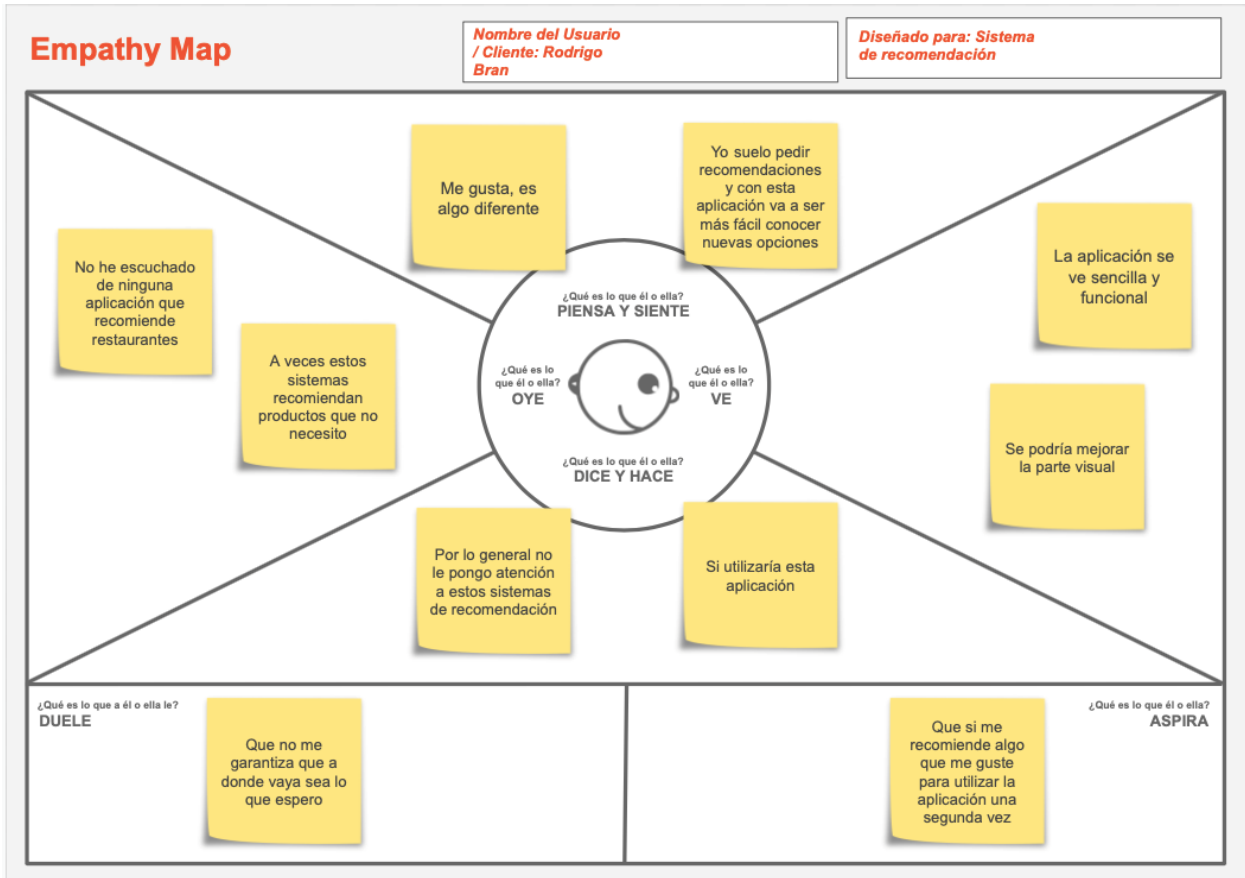 Empathy Map
Nombre del Usuario
/ Cliente: Rodrigo
Bran
Diseñado para: Sistema
de recomendación
Me gusta, es
algo diferente
Yo suelo pedir
recomendaciones
y con esta
aplicación va a ser
más fácil conocer
nuevas opciones
No he escuchado
de ninguna
aplicación que
recomiende
restaurantes
A veces estos
sistemas
recomiendan
productos que no
necesito
La aplicación se
ve sencilla y
funcional
Se podría mejorar
la parte visual
¿Qué es lo que él o ella?
PIENSA Y SIENTE
¿Qué es lo
que él o ella?
OYE
¿Qué es lo
que él o ella?
VE
¿Qué es lo que él o ella?
DICE Y HACE
Por lo general no
le pongo atención
a estos sistemas
de recomendación
Si utilizaría esta
aplicación
¿Qué es lo que a él o ella le?
DUELE
Que no me
garantiza que a
donde vaya sea lo
que espero
¿Qué es lo que él o ella?
ASPIRA
Que si me
recomiende algo
que me guste
para utilizar la
aplicación una
segunda vez